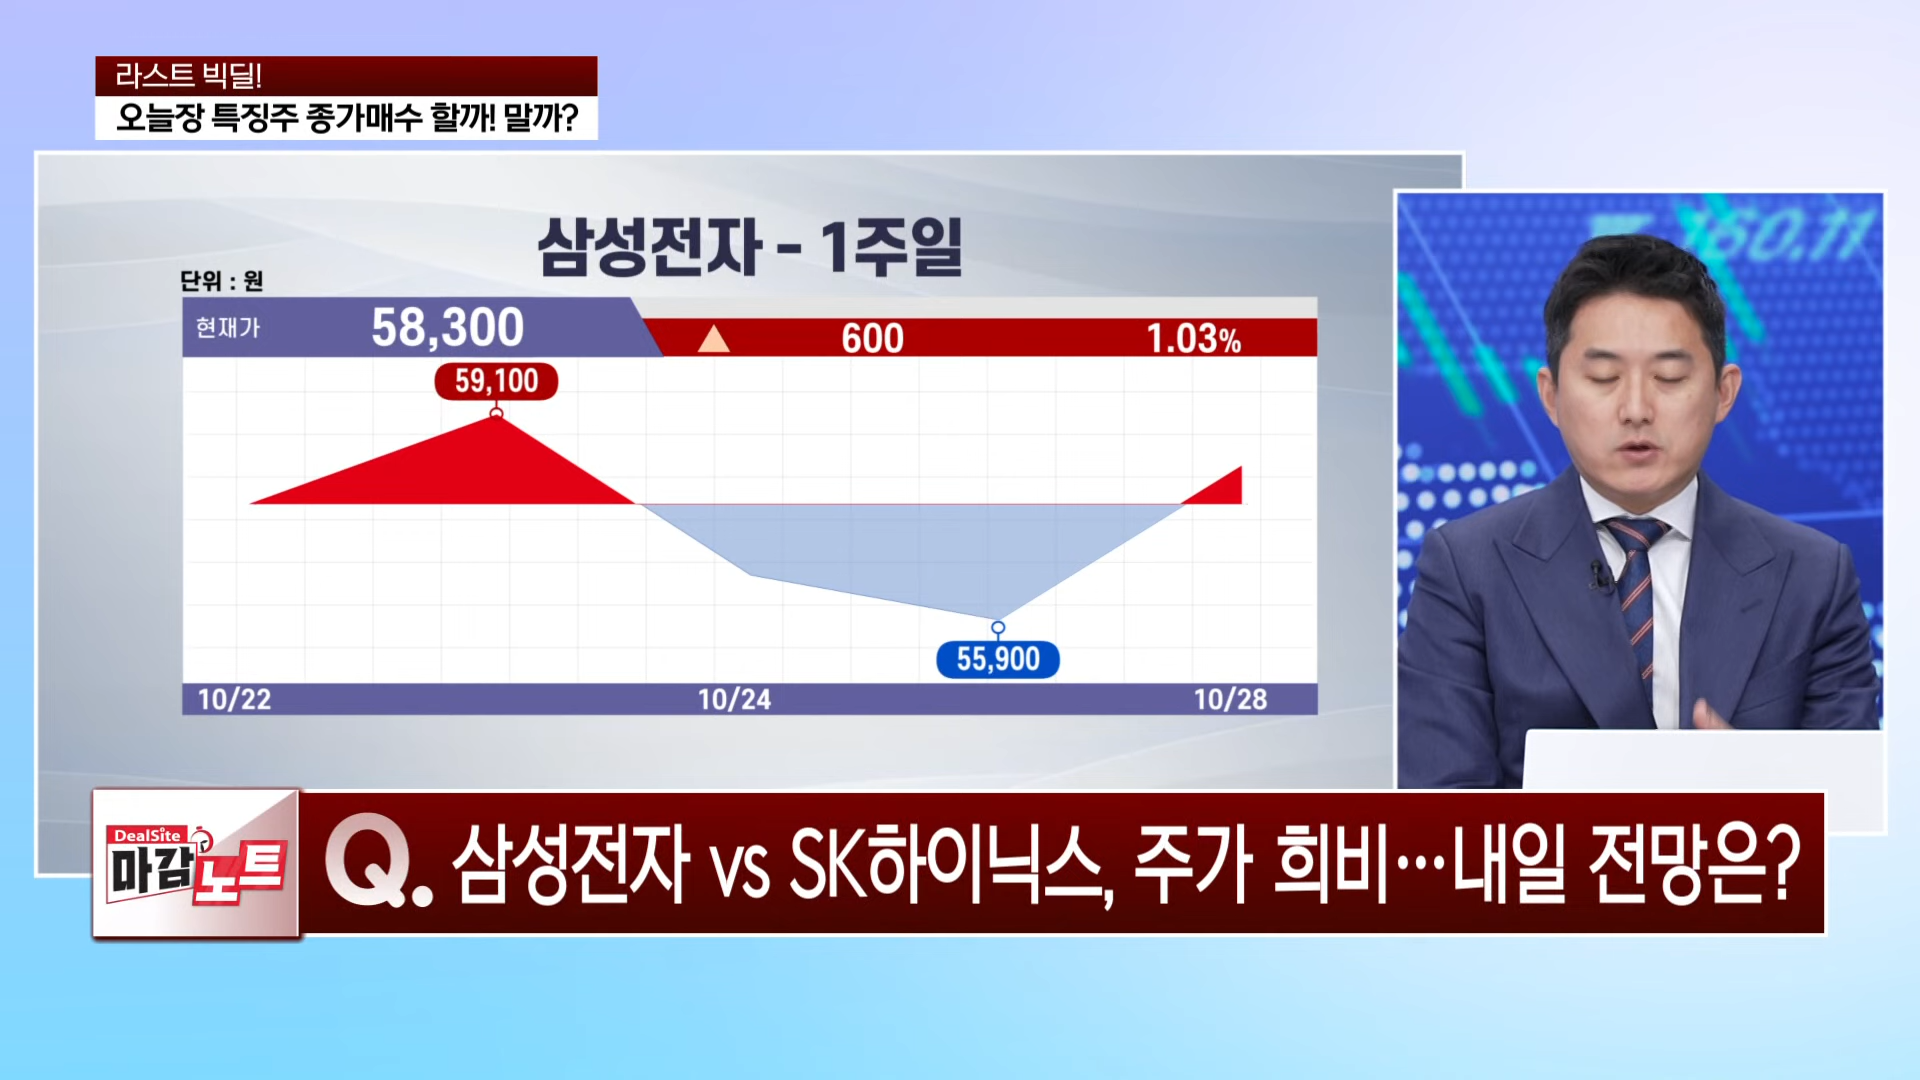 라스트 빅딜!
오늘장 특징주 종가매수 할까! 말까?
삼성전자 - 1주일
단위 : 원
현재가 58,300 ▲ 600 1.03%
59,100
55,900
10/22 10/24 10/28
160.11
DealSite
마감노트
Q. 삼성전자 vs SK하이닉스, 주가 희비…내일 전망은?